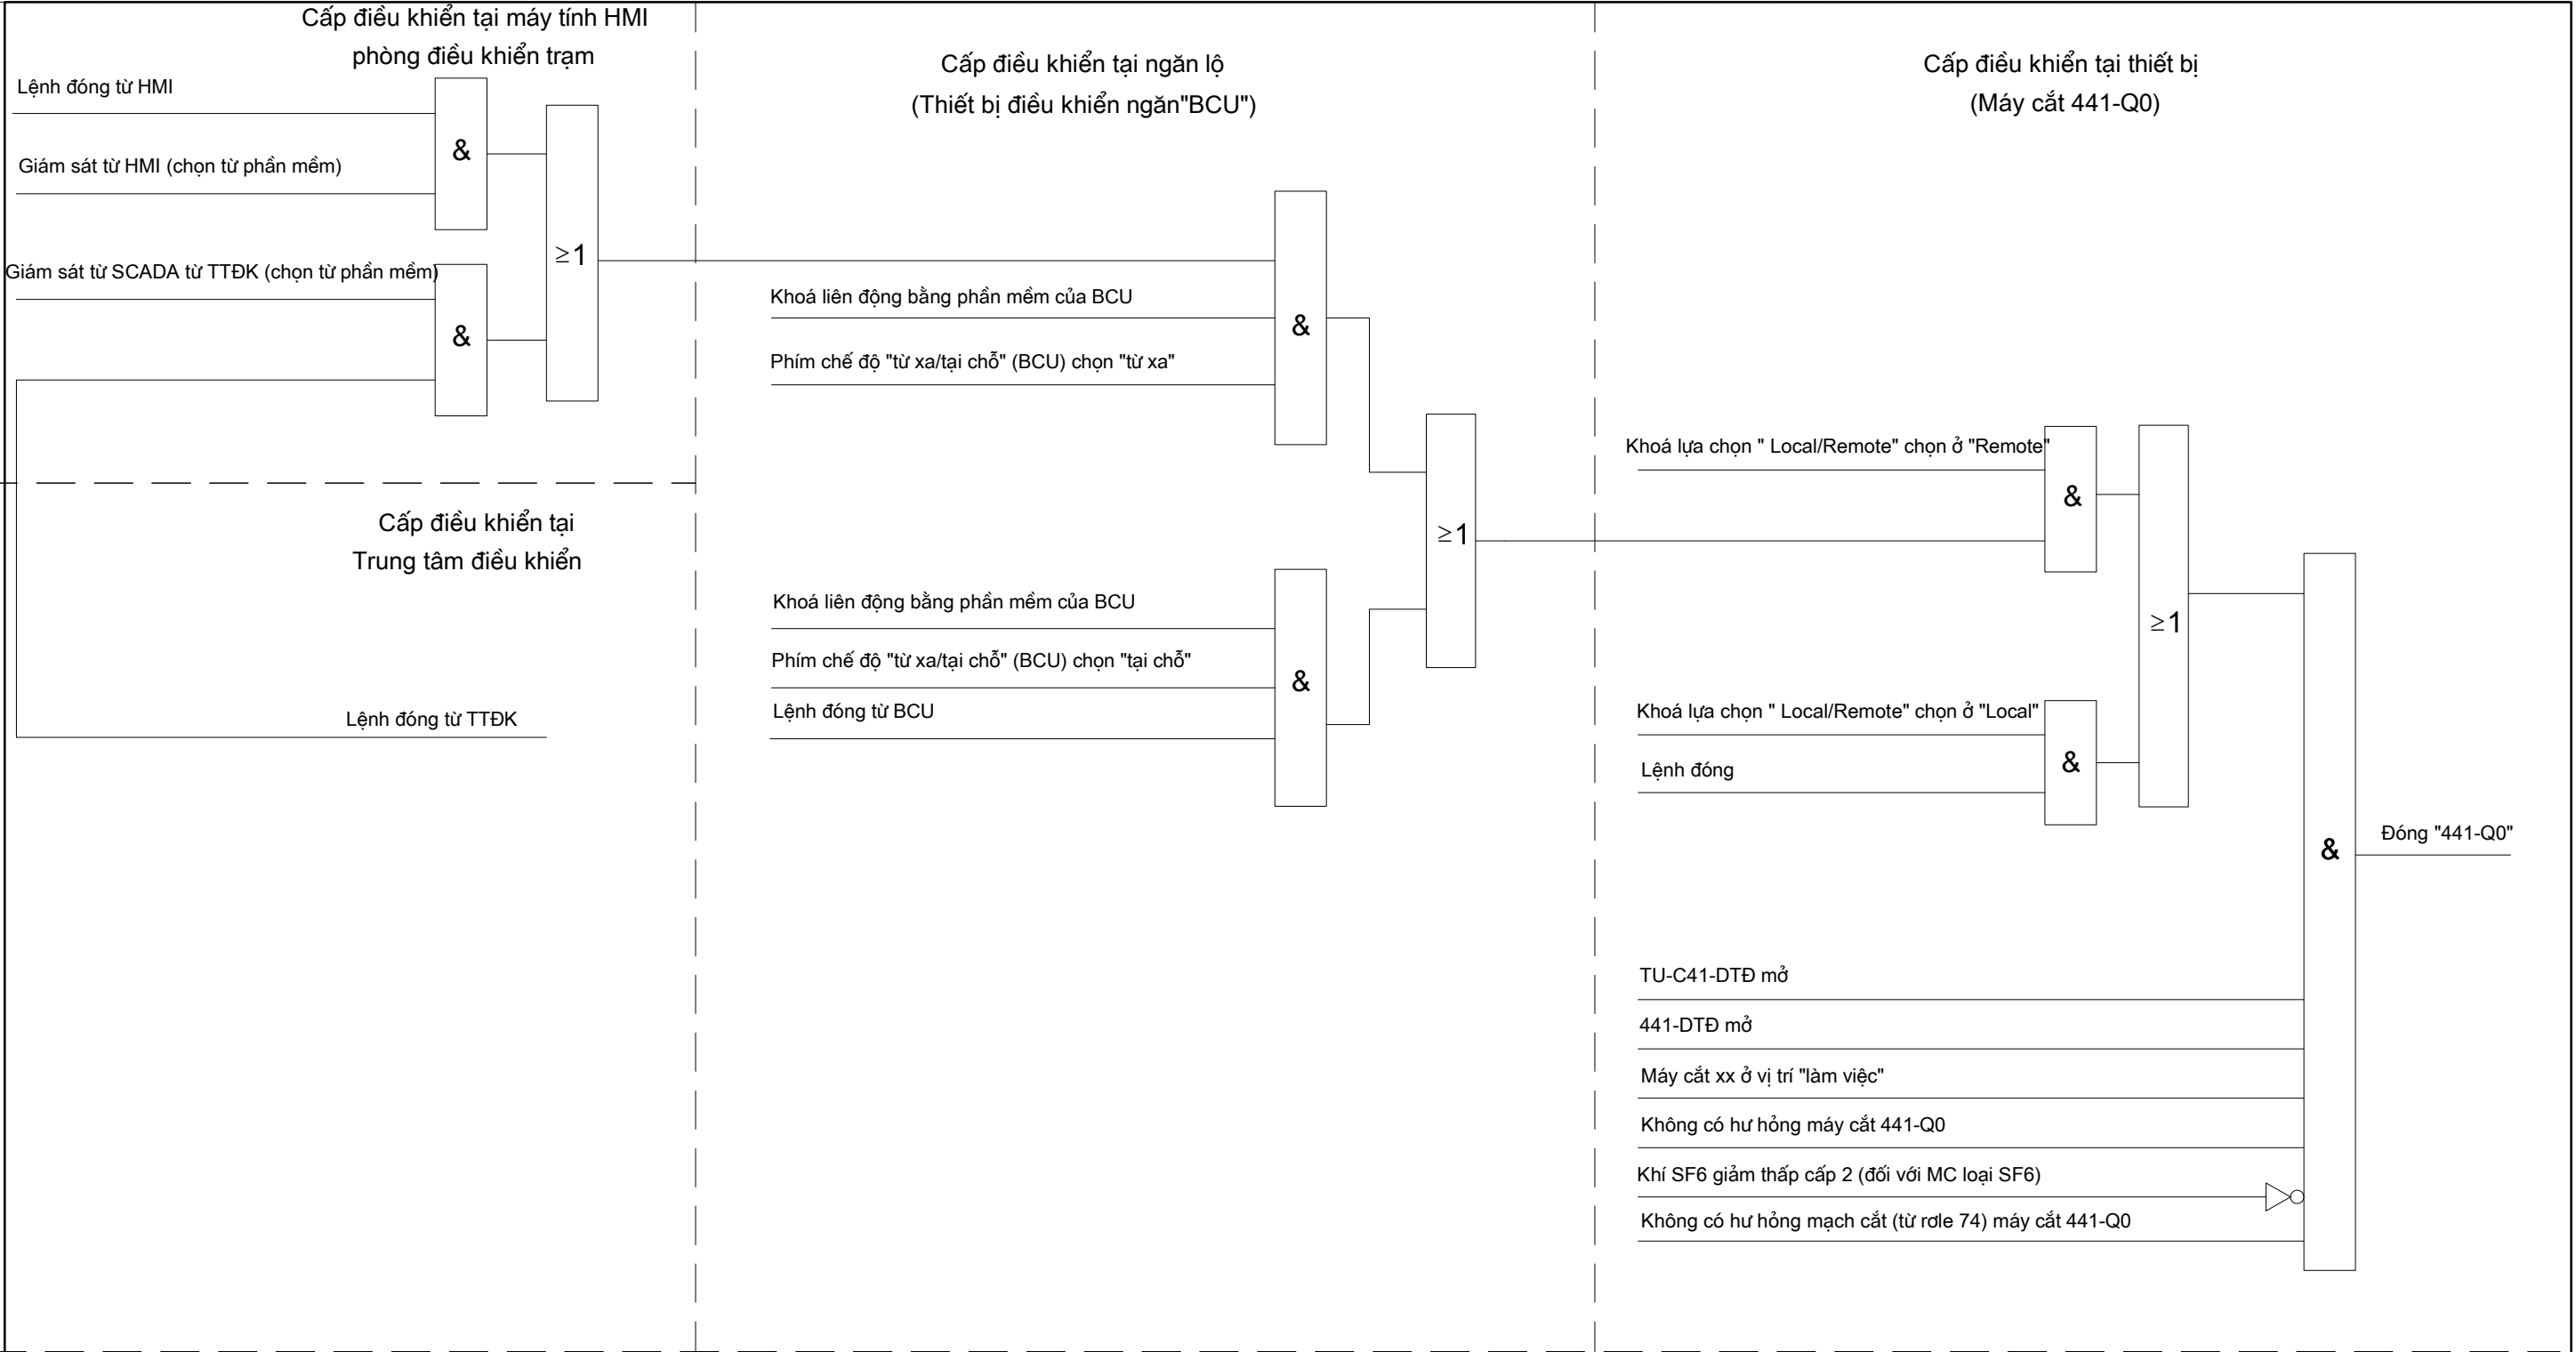 Cấp điều khiển tại máy tính HMI
phòng điều khiển trạm
Lệnh đóng từ HMI
&
Giám sát từ HMI (chọn từ phần mềm)
≥1
Giám sát từ SCADA từ TTĐK (chọn từ phần mềm)
&
Cấp điều khiển tại
Trung tâm điều khiển
Lệnh đóng từ TTĐK
Cấp điều khiển tại ngăn lộ
(Thiết bị điều khiển ngăn"BCU")
Khoá liên động bằng phần mềm của BCU
&
Phím chế độ "từ xa/tại chỗ" (BCU) chọn "từ xa"
≥1
Khoá liên động bằng phần mềm của BCU
Phím chế độ "từ xa/tại chỗ" (BCU) chọn "tại chỗ"
&
Lệnh đóng từ BCU
Cấp điều khiển tại thiết bị
(Máy cắt 441-Q0)
Khoá lựa chọn " Local/Remote" chọn ở "Remote"
&
≥1
Khoá lựa chọn " Local/Remote" chọn ở "Local"
&
Lệnh đóng
Đóng "441-Q0"
&
TU-C41-DTĐ mở
441-DTĐ mở
Máy cắt xx ở vị trí "làm việc"
Không có hư hỏng máy cắt 441-Q0
Khí SF6 giảm thấp cấp 2 (đối với MC loại SF6)
Không có hư hỏng mạch cắt (từ rơle 74) máy cắt 441-Q0